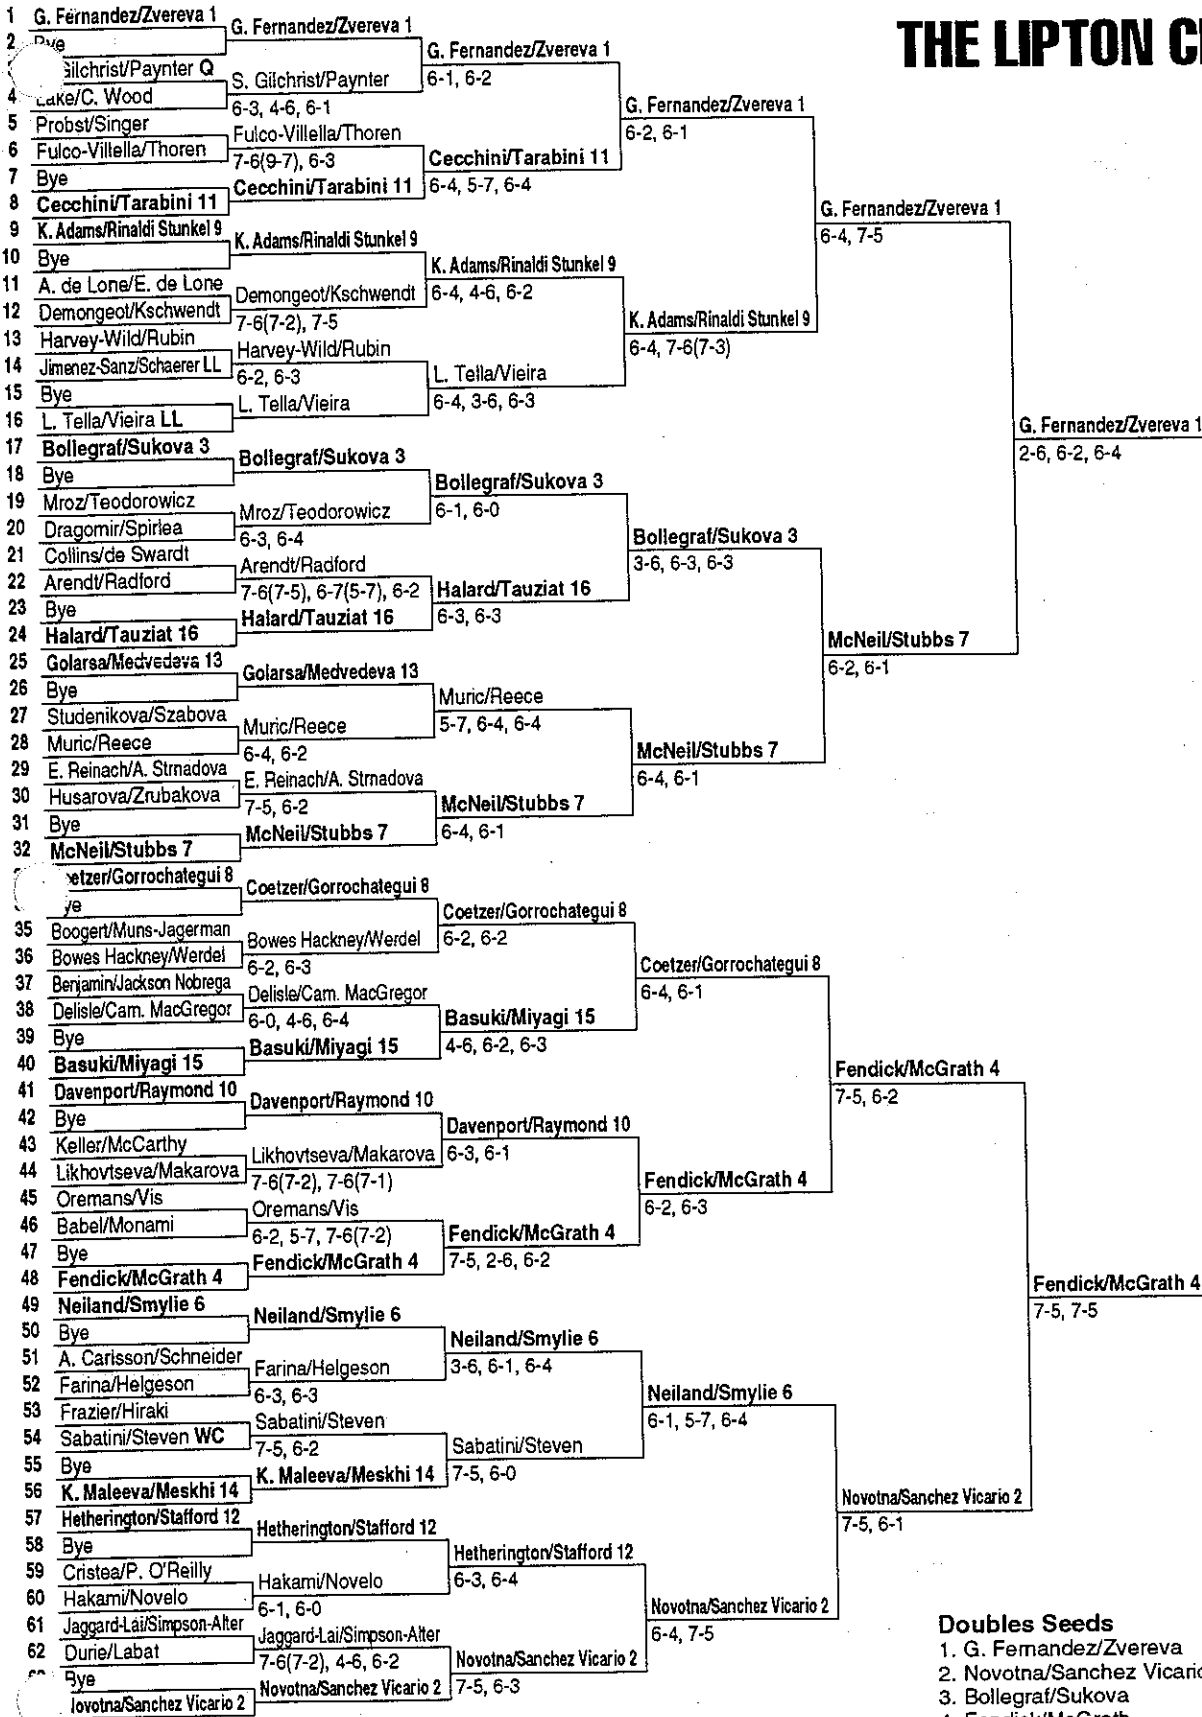 THE LIPTON
1 G. Fernandez/Zvereva 1
2 Bye
Gilchrist/Paynter Q
4 Lake/C. Wood
5 Probst/Singer
6 Fulco-Villella/Thoren
7 Bye
8 Cecchini/Tarabini 11
9 K. Adams/Rinaldi Stunkel 9
10 Bye
11 A. de Lone/E. de Lone
12 Demongeot/Kschwendt
13 Harvey-Wild/Rubin
14 Jimenez-Sanz/Schaerer LL
15 Bye
16 L. Tella/Vieira LL
17 Bollegraf/Sukova 3
18 Bye
19 Mroz/Teodorowicz
20 Dragomir/Spirlea
21 Collins/de Swardt
22 Arendt/Radford
23 Bye
24 Halard/Tauziat 16
25 Golarsa/Medvedeva 13
26 Bye
27 Studenikova/Szabova
28 Muric/Reece
29 E. Reinach/A. Strnadova
30 Husarova/Zrubakova
31 Bye
32 McNeil/Stubbs 7
etzer/Gorrochategui 8
ye
35 Boogert/Muns-Jagerman
36 Bowes Hackney/Werdel
37 Benjamin/Jackson Nobrega
38 Delisle/Cam. MacGregor
39 Bye
40 Basuki/Miyagi 15
41 Davenport/Raymond 10
42 Bye
43 Keller/McCarthy
44 Likhovtseva/Makarova
45 Oremans/Vis
46 Babel/Monami
47 Bye
48 Fendick/McGrath 4
49 Neiland/Smylie 6
50 Bye
51 A. Carlsson/Schneider
52 Farina/Helgeson
53 Frazier/Hiraki
54 Sabatini/Steven WC
55 Bye
56 K. Maleeva/Meskhi 14
57 Hetherington/Stafford 12
58 Bye
59 Cristea/P. O'Reilly
60 Hakami/Novelo
61 Jaggard-Lai/Simpson-Alter
62 Durie/Labat
Bye
lovotna/Sanchez Vicario 2
G. Fernandez/Zvereva 1
S. Gilchrist/Paynter
6-3, 4-6, 6-1
Fulco-Villella/Thoren
7-6(9-7), 6-3
Cecchini/Tarabini 11
K. Adams/Rinaldi Stunkel 9
Demongeot/Kschwendt
7-6(7-2), 7-5
Harvey-Wild/Rubin
6-2, 6-3
L. Tella/Vieira
Bollegraf/Sukova 3
Mroz/Teodorowicz
6-3, 6-4
Arendt/Radford
7-6(7-5), 6-7(5-7), 6-2
Halard/Tauziat 16
Golarsa/Medvedeva 13
Muric/Reece
6-4, 6-2
E. Reinach/A. Strnadova
7-5, 6-2
McNeil/Stubbs 7
Coetzer/Gorrochategui 8
Bowes Hackney/Werdel
6-2, 6-3
Delisle/Cam. MacGregor
6-0, 4-6, 6-4
Basuki/Miyagi 15
Davenport/Raymond 10
Likhovtseva/Makarova
7-6(7-2), 7-6(7-1)
Oremans/Vis
6-2, 5-7, 7-6(7-2)
Fendick/McGrath 4
Neiland/Smylie 6
Farina/Helgeson
6-3, 6-3
Sabatini/Steven
7-5, 6-2
K. Maleeva/Meskhi 14
Hetherington/Stafford 12
Hakami/Novelo
6-1, 6-0
Jaggard-Lai/Simpson-Alter
7-6(7-2), 4-6, 6-2
Novotna/Sanchez Vicario 2
G. Fernandez/Zvereva 1
6-1, 6-2
Cecchini/Tarabini 11
6-4, 5-7, 6-4
K. Adams/Rinaldi Stunkel 9
6-4, 4-6, 6-2
L. Tella/Vieira
6-4, 3-6, 6-3
Bollegraf/Sukova 3
6-1, 6-0
Halard/Tauziat 16
6-3, 6-3
Muric/Reece
5-7, 6-4, 6-4
McNeil/Stubbs 7
6-4, 6-1
Coetzer/Gorrochategui 8
6-2, 6-2
Basuki/Miyagi 15
4-6, 6-2, 6-3
Davenport/Raymond 10
6-3, 6-1
Fendick/McGrath 4
7-5, 2-6, 6-2
Neiland/Smylie 6
3-6, 6-1, 6-4
Sabatini/Steven
7-5, 6-0
Hetherington/Stafford 12
6-3, 6-4
Novotna/Sanchez Vicario 2
7-5, 6-3
G. Fernandez/Zvereva 1
6-2, 6-1
K. Adams/Rinaldi Stunkel 9
6-4, 7-6(7-3)
Bollegraf/Sukova 3
3-6, 6-3, 6-3
McNeil/Stubbs 7
6-4, 6-1
Coetzer/Gorrochategui 8
6-4, 6-1
Fendick/McGrath 4
6-2, 6-3
Neiland/Smylie 6
6-1, 5-7, 6-4
Novotna/Sanchez Vicario 2
6-4, 7-5
G. Fernandez/Zvereva 1
6-4, 7-5
McNeil/Stubbs 7
6-2, 6-1
Fendick/McGrath 4
7-5, 6-2
Novotna/Sanchez Vicario 2
7-5, 6-1
G. Fernandez/Zvereva 1
2-6, 6-2, 6-4
Fendick/McGrath 4
7-5, 7-5
Doubles Seeds
1. G. Fernandez/Zvereva
2. Novotna/Sanchez Vicario
3. Bollegraf/Sukova
4. Fendick/McGrath